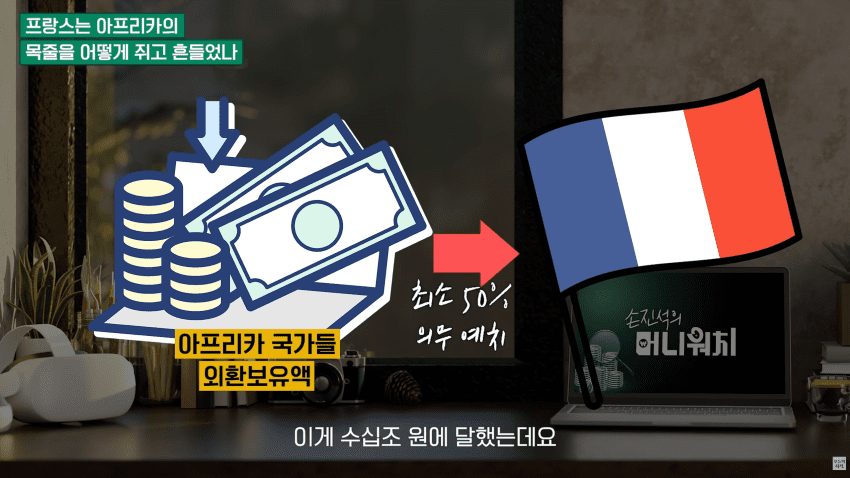 프랑스는 아프리카의
목줄을 어떻게 쥐고 흔들었나
최소 50%
의무 예치
손진석의
머니워치
아프리카 국가들
외환보유액
이게 수십조 원에 달했는데요